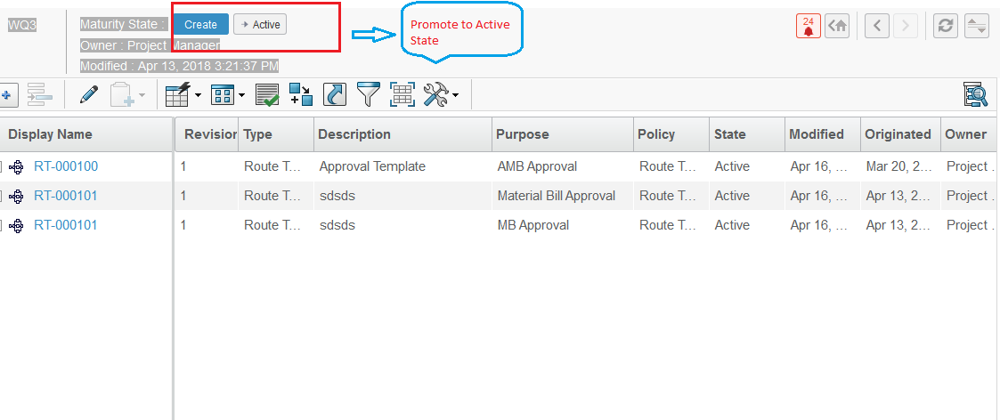 WQ3
Maturity State : Create Active
Owner : Project Manager
Modified : Apr 13, 2018 3:21:37 PM
Promote to Active
State
24
Display Name Revision Type Description Purpose Policy State Modified Originated Owner
RT-000100 1 Route T... Approval Template AMB Approval Route T... Active Apr 16, ... Mar 20, 2... Project .
RT-000101 1 Route T... sdsds Material Bill Approval Route T... Active Apr 16, ... Apr 13, 2... Project .
RT-000101 1 Route T... sdsds MB Approval Route T... Active Apr 16, ... Apr 13, 2... Project .